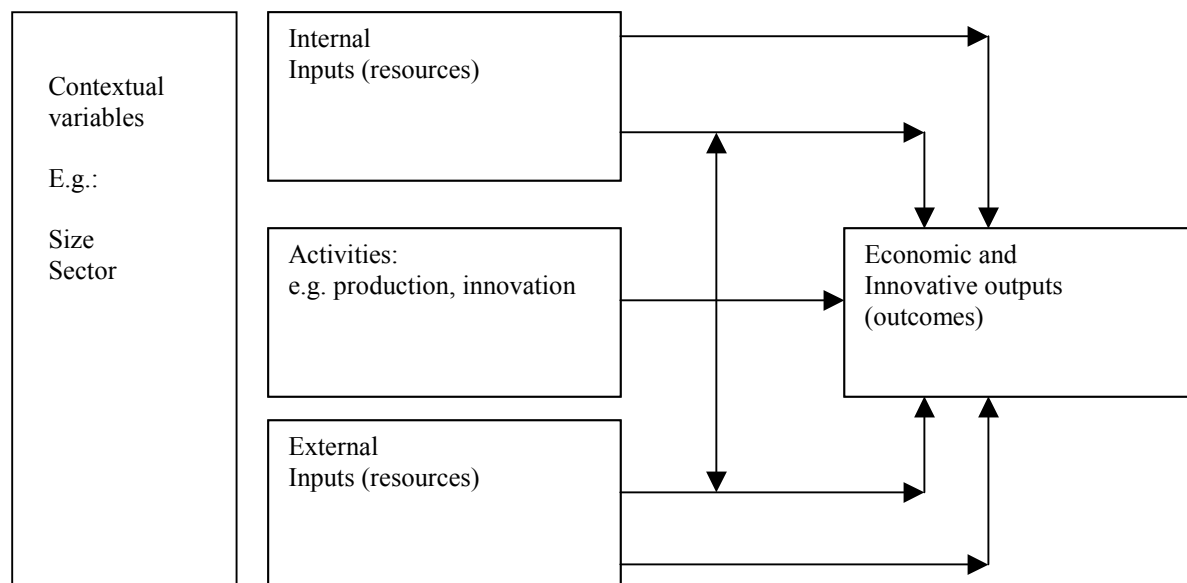 Contextual
variables
E.g.:
Size
Sector
Internal
Inputs (resources)
Activities:
e.g. production, innovation
External
Inputs (resources)
Economic and
Innovative outputs
(outcomes)